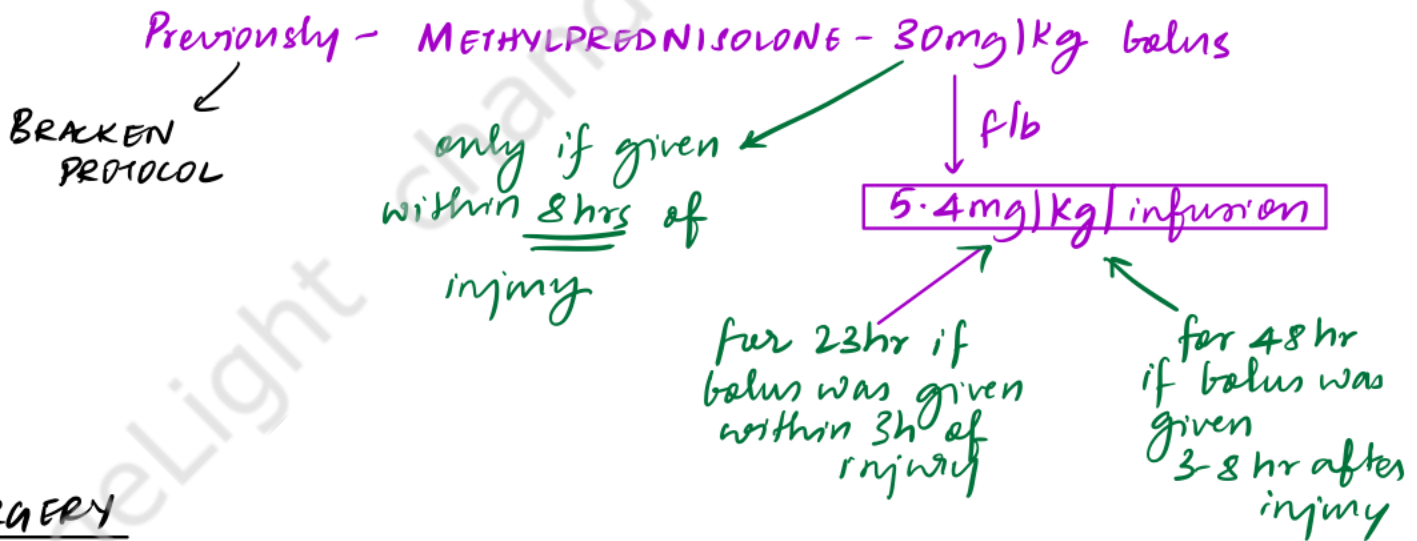 Previously - METHYLPREDNISOLONE - 30mg/kg bolus
BRACKEN
PROTOCOL
only if given
within 8hrs of
injury
f/b
5.4mg/kg/infusion
for 23hr if
bolus was given
within 3h of
injury
for 48hr
if bolus was
given
3-8 hr after
injury
RGERY